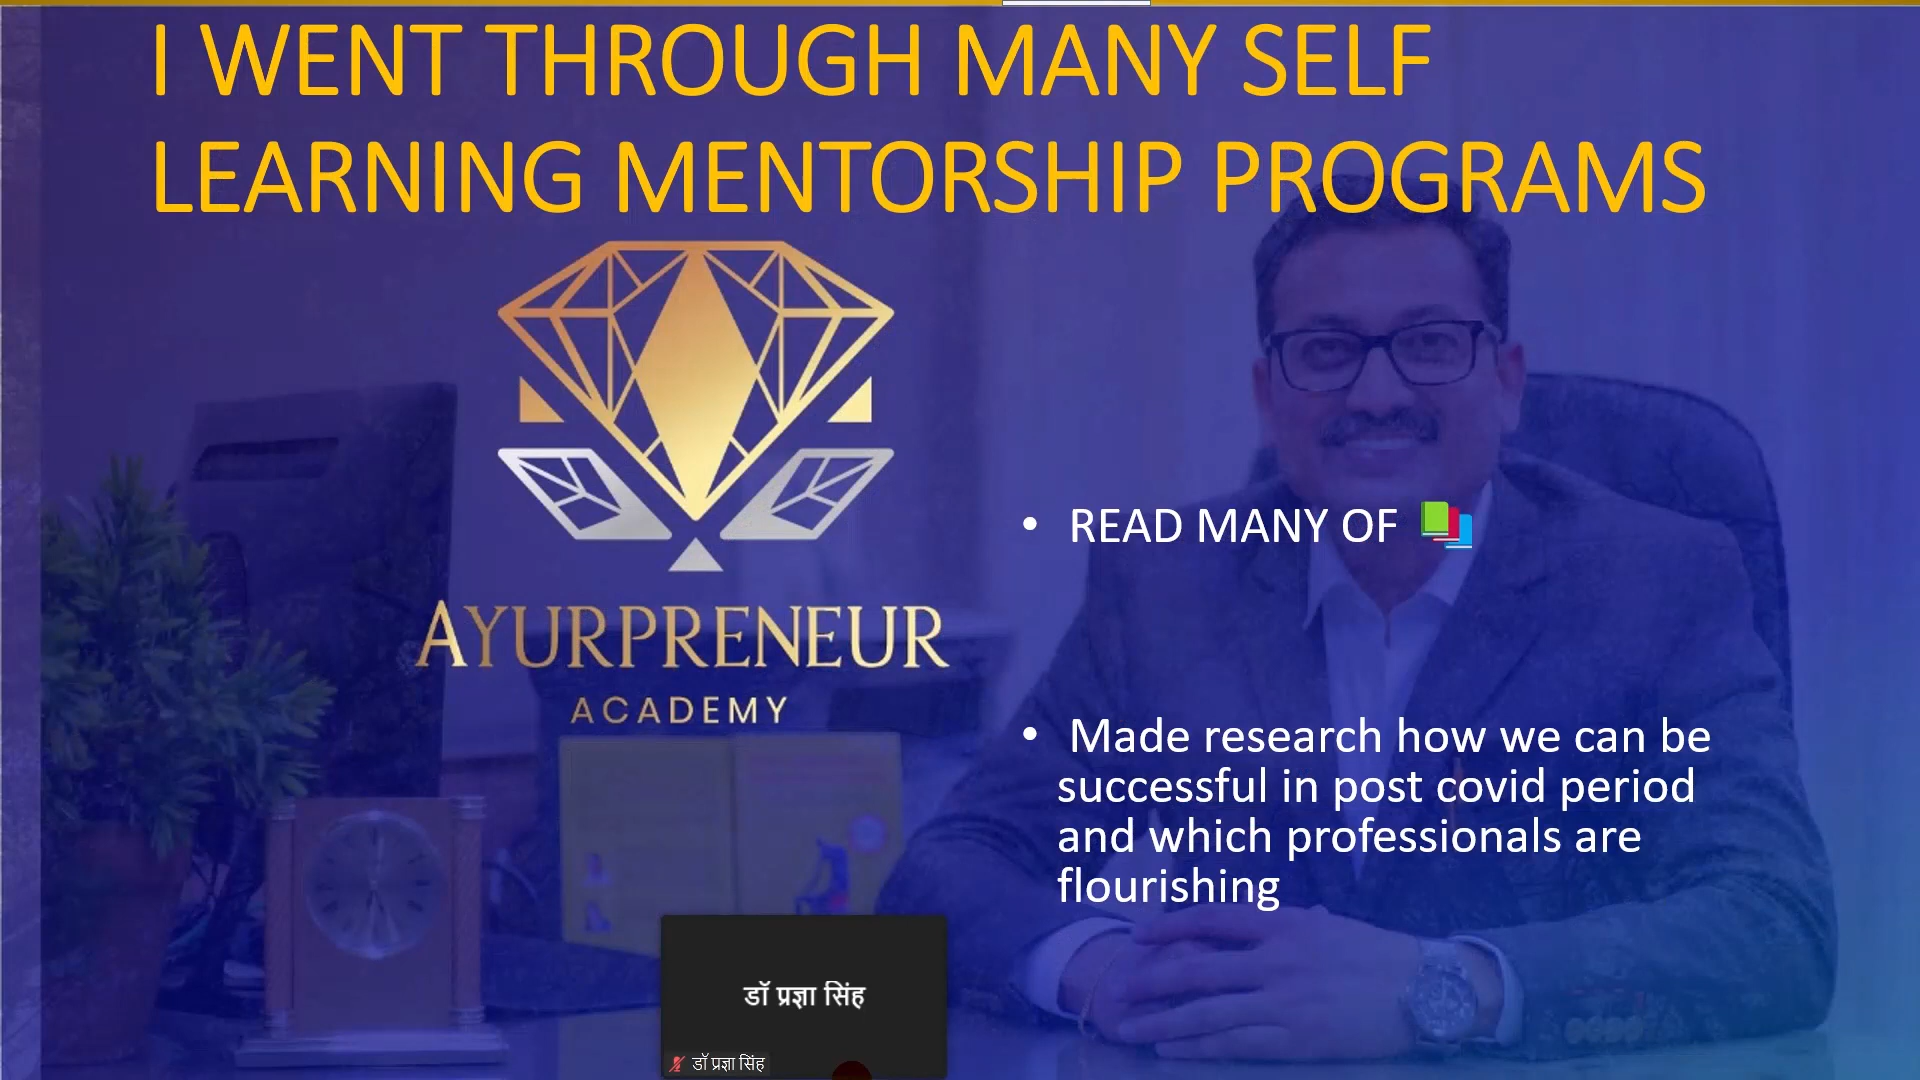 I WENT THROUGH MANY SELF
LEARNING MENTORSHIP PROGRAMS
AYURPRENEUR
ACADEMY
• READ MANY OF
• Made research how we can be
successful in post covid period
and which professionals are
flourishing
डॉ प्रज्ञा सिंह
डॉ प्रज्ञा सिंह